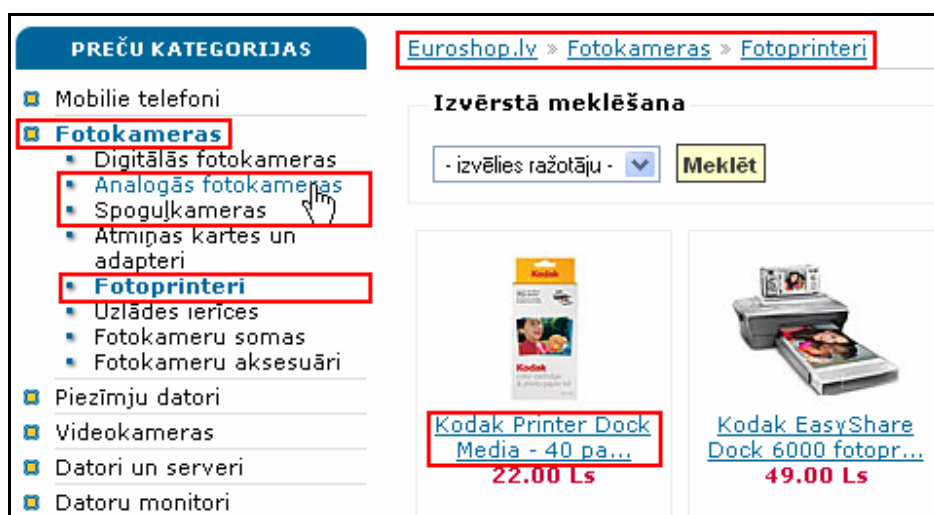 PREČU KATEGORIJAS
Mobilie telefoni
Fotokameras
Digitālās fotokameras
Analogās fotokameras
Spoguļkameras
Atmiņas kartes un
adapteri
Fotoprinteri
Uzlādes ierīces
Fotokameru somas
Fotokameru aksesuāri
Piezīmju datori
Videokameras
Datori un serveri
Datoru monitori
Euroshop.lv » Fotokameras » Fotoprinteri
Izvērstā meklēšana
- izvēlies ražotāju -
Meklēt
Kodak
Kodak
Kodak Printer Dock
Media - 40 pa...
22.00 Ls
Kodak EasyShare
Dock 6000 fotopr...
49.00 Ls